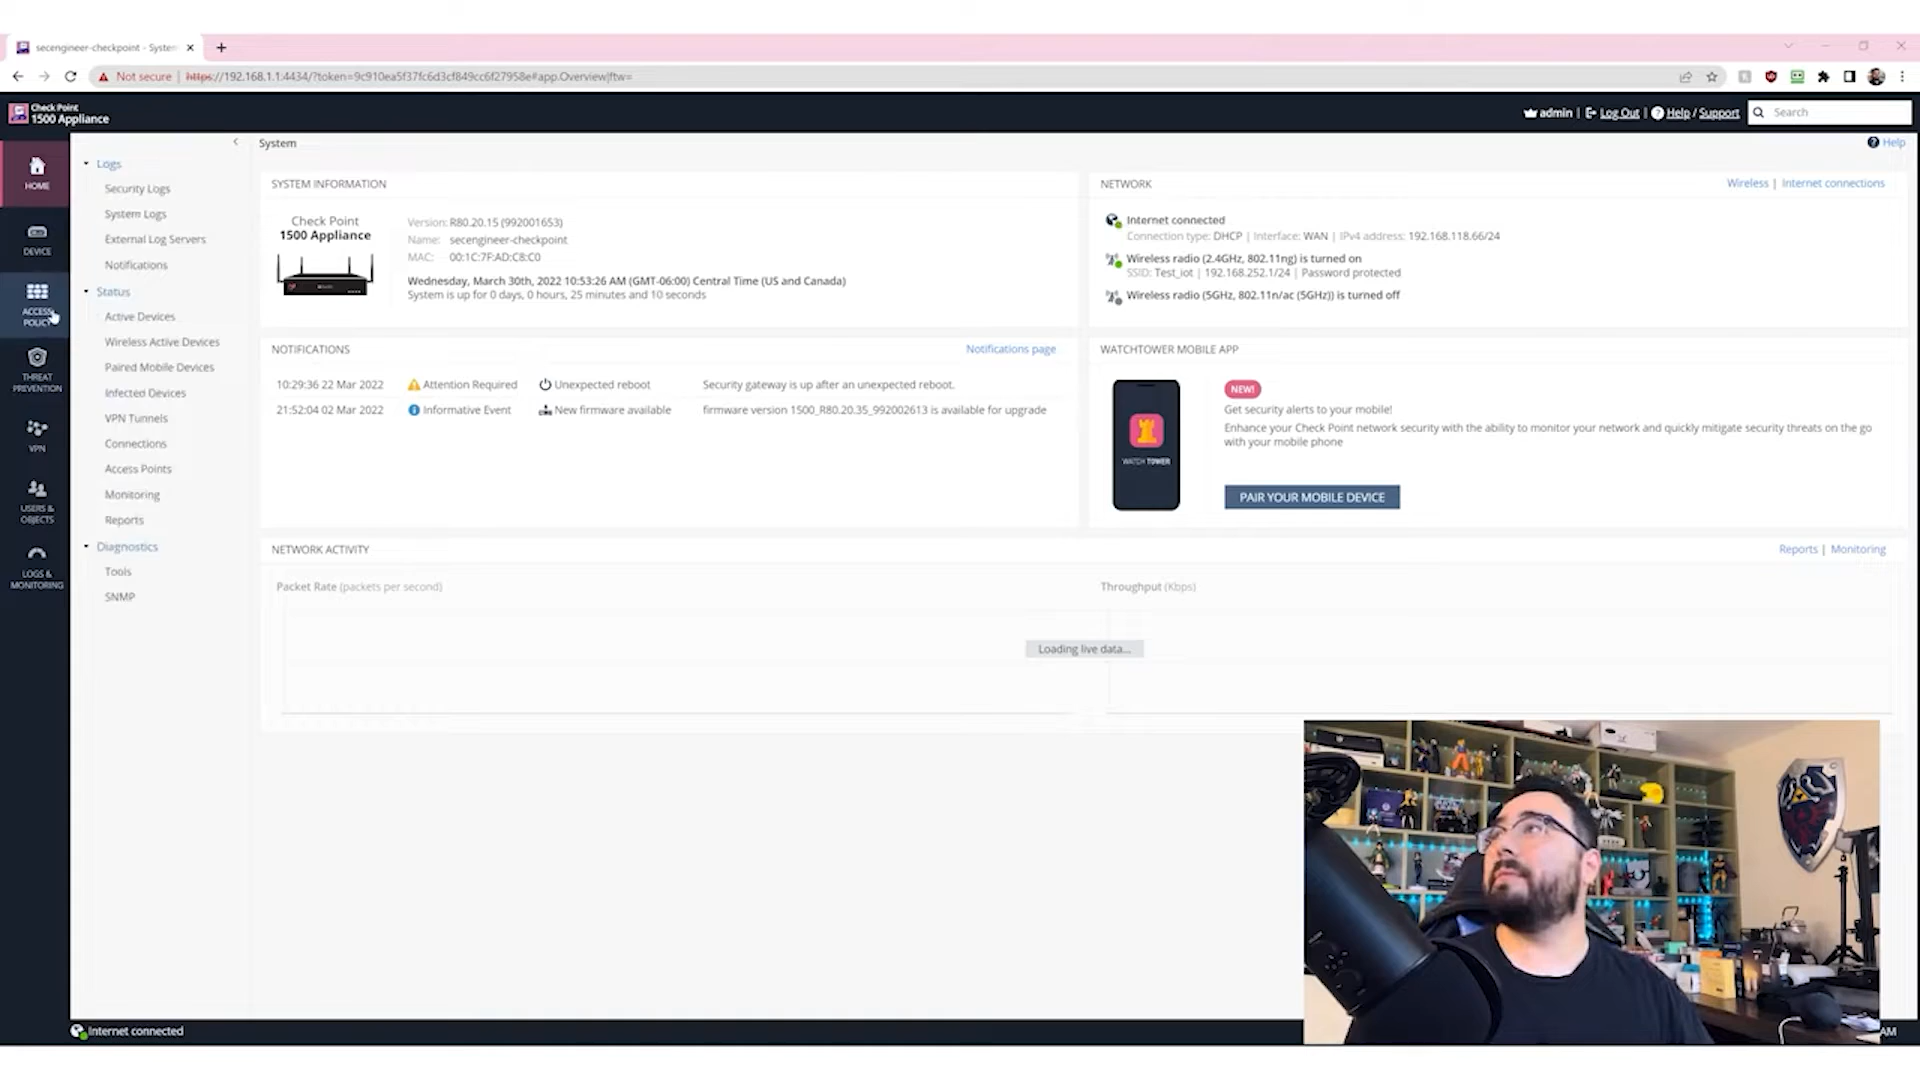 secengineer-checkpoint - System
Not secure | https://192.168.1.1:4434/?token=9c910ea5f37fc6d3cf849cc6f27958e#app.Overview|ftw=
Check Point
1500 Appliance
admin | Log Out | Help / Support
Search
HOME
DEVICE
ACCESS
POLICY
THREAT
PREVENTION
VPN
USERS &
OBJECTS
LOGS &
MONITORING
Logs
Security Logs
System Logs
External Log Servers
Notifications
Status
Active Devices
Wireless Active Devices
Paired Mobile Devices
Infected Devices
VPN Tunnels
Connections
Access Points
Monitoring
Reports
Diagnostics
Tools
SNMP
System
Help
SYSTEM INFORMATION
Check Point
1500 Appliance
Version: R80.20.15 (992001653)
Name: secengineer-checkpoint
MAC: 00:1C:7F:AD:C8:C0
Wednesday, March 30th, 2022 10:53:26 AM (GMT-06:00) Central Time (US and Canada)
System is up for 0 days, 0 hours, 25 minutes and 10 seconds
NETWORK
Wireless | Internet connections
Internet connected
Connection type: DHCP | Interface: WAN | IPv4 address: 192.168.118.66/24
Wireless radio (2.4GHz, 802.11ng) is turned on
SSID: Test_iot | 192.168.252.1/24 | Password protected
Wireless radio (5GHz, 802.11n/ac (5GHz)) is turned off
NOTIFICATIONS
Notifications page
10:29:36 22 Mar 2022 Attention Required Unexpected reboot Security gateway is up after an unexpected reboot.
21:52:04 02 Mar 2022 Informative Event New firmware available firmware version 1500_R80.20.35_992002613 is available for upgrade
WATCHTOWER MOBILE APP
WATCH TOWER
NEW!
Get security alerts to your mobile!
Enhance your Check Point network security with the ability to monitor your network and quickly mitigate security threats on the go
with your mobile phone
PAIR YOUR MOBILE DEVICE
NETWORK ACTIVITY
Reports | Monitoring
Packet Rate (packets per second)
Throughput (Kbps)
Loading live data...
Internet connected
AM